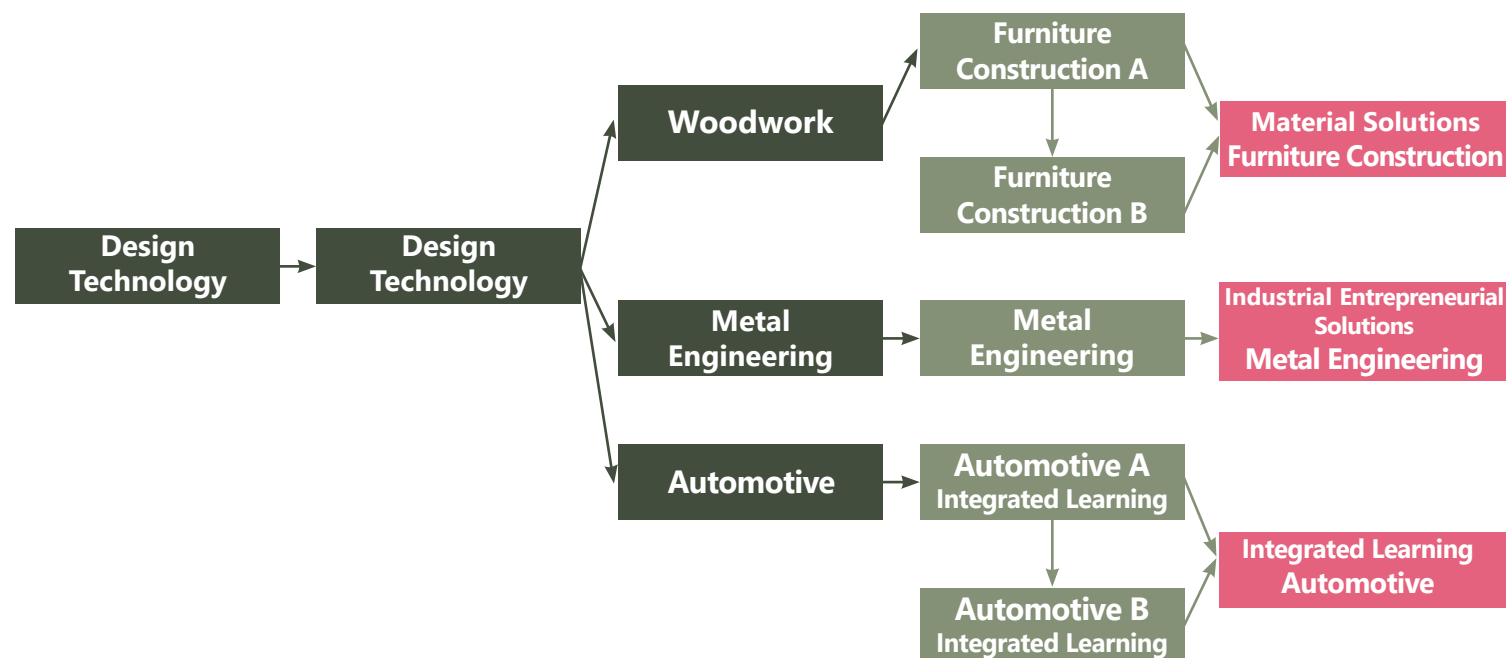 Design
Technology
Design
Technology
Woodwork
Furniture
Construction A
Furniture
Construction B
Material Solutions
Furniture Construction
Metal
Engineering
Metal
Engineering
Industrial Entrepreneurial
Solutions
Metal Engineering
Automotive
Automotive A
Integrated Learning
Automotive B
Integrated Learning
Integrated Learning
Automotive